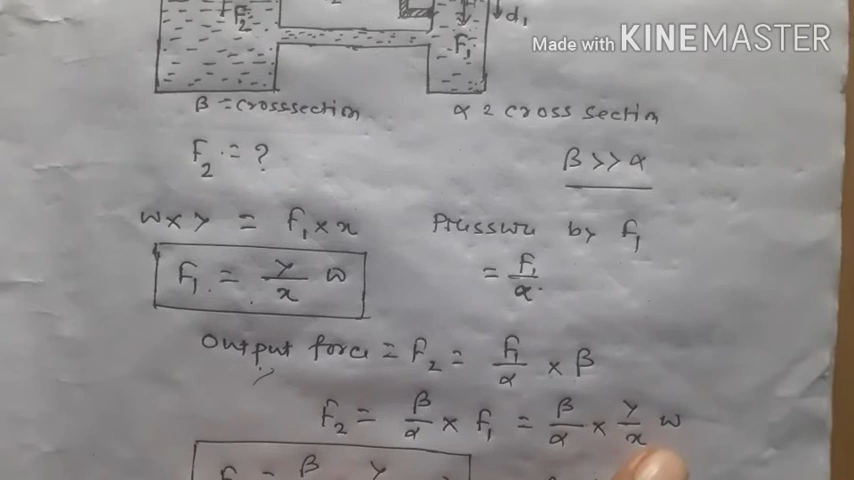 F2
2
F1
d1
Made with KINEMASTER
β = crosssection
α 2 cross section
F2 = ?
β >> α
w x y = F1 x x
Pressure by F1
F1 = y/x w
= F1/α
Output force = F2 = F1/α x β
F2 = β/α x F1 = β/α x y/x w
β y